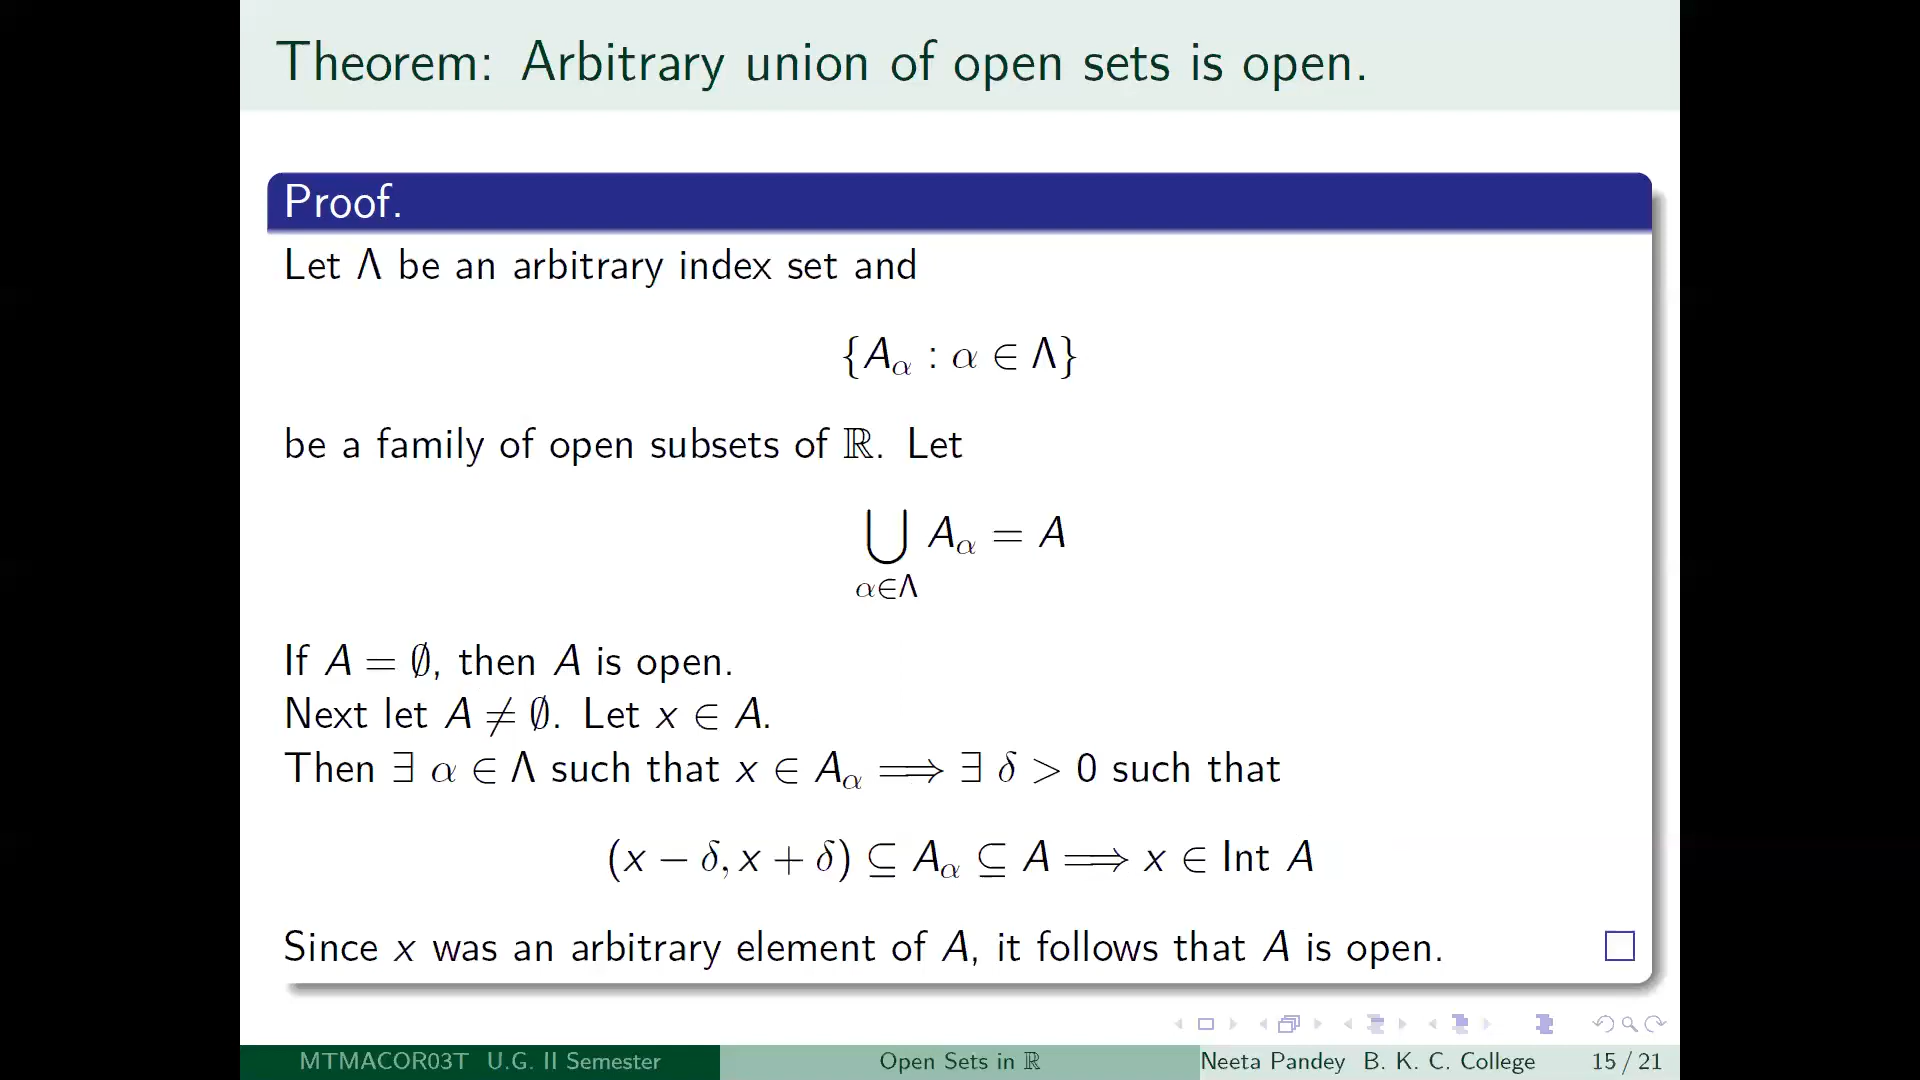 Theorem: Arbitrary union of open sets is open.
Proof.
Let Λ be an arbitrary index set and
{A_α : α ∈ Λ}
be a family of open subsets of ℝ. Let
⋃_{α∈Λ} A_α = A
If A = ∅, then A is open.
Next let A ≠ ∅. Let x ∈ A.
Then ∃ α ∈ Λ such that x ∈ A_α ⟹ ∃ δ > 0 such that
(x − δ, x + δ) ⊆ A_α ⊆ A ⟹ x ∈ Int A
Since x was an arbitrary element of A, it follows that A is open. □
MTMACOR03T U.G. II Semester Open Sets in ℝ Neeta Pandey B. K. C. College 15 / 21